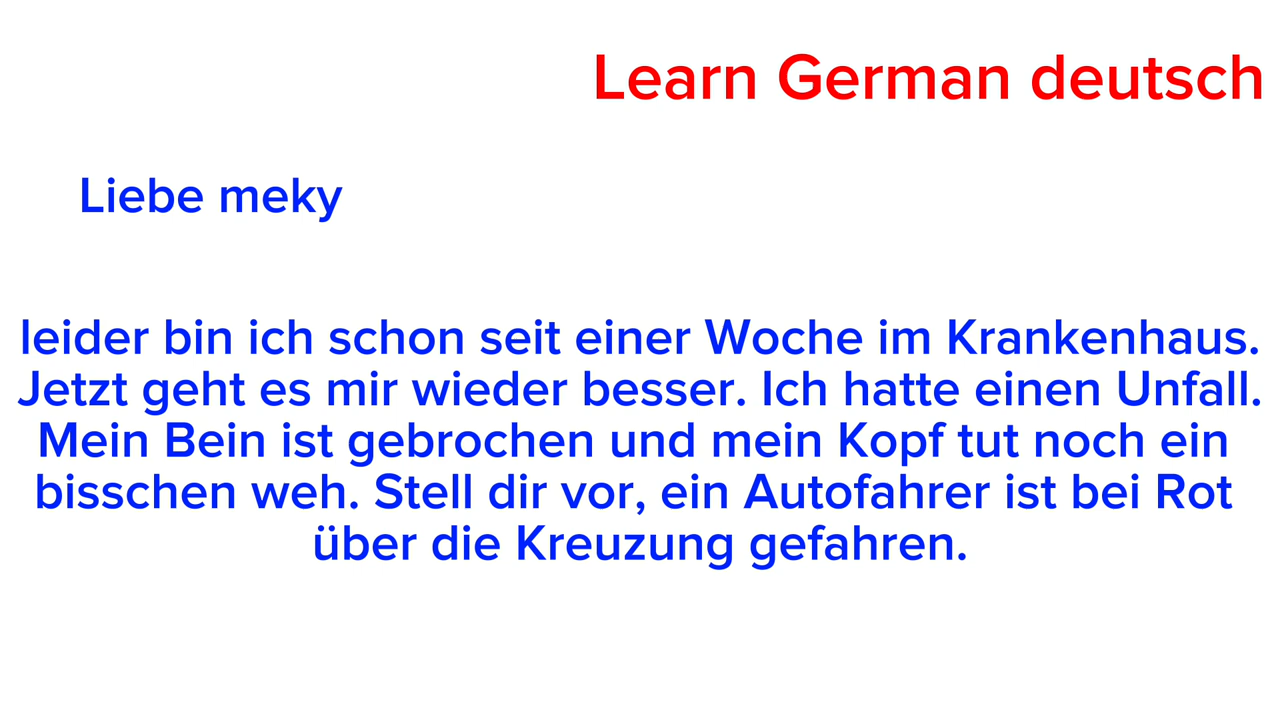 Learn German deutsch
Liebe meky
leider bin ich schon seit einer Woche im Krankenhaus.
Jetzt geht es mir wieder besser. Ich hatte einen Unfall.
Mein Bein ist gebrochen und mein Kopf tut noch ein
bisschen weh. Stell dir vor, ein Autofahrer ist bei Rot
über die Kreuzung gefahren.